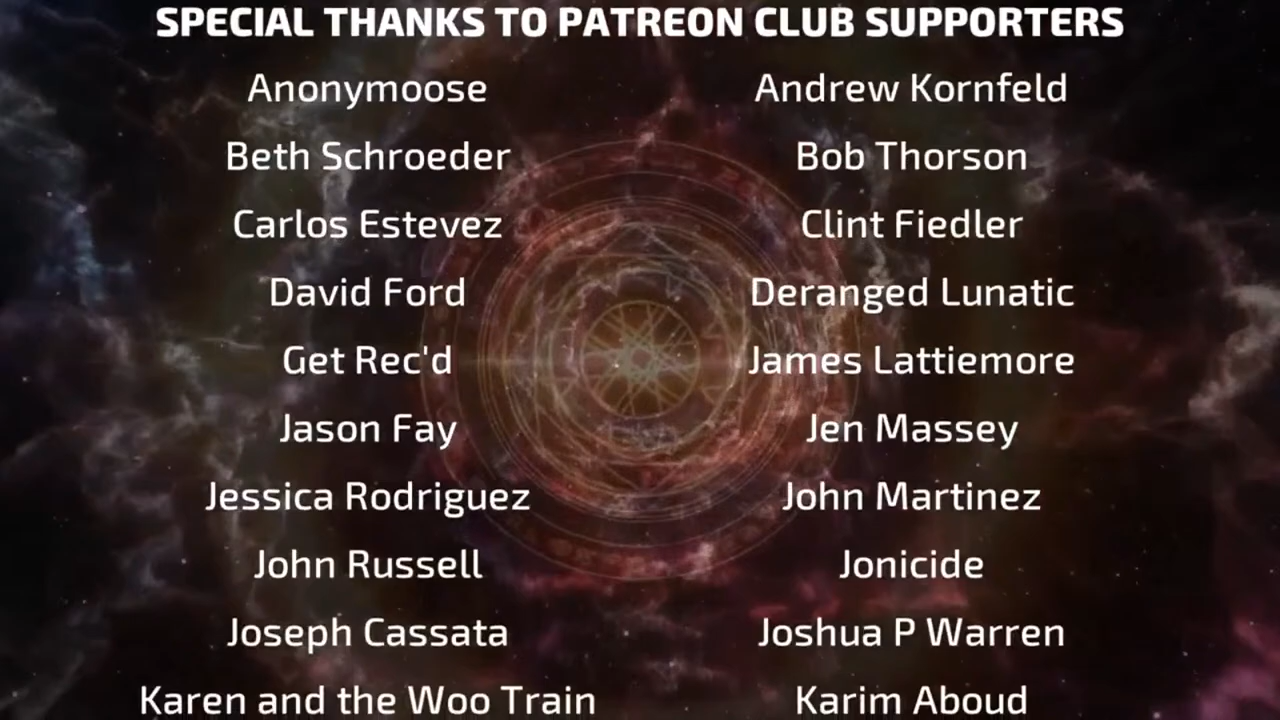 SPECIAL THANKS TO PATREON CLUB SUPPORTERS
Anonymoose Andrew Kornfeld
Beth Schroeder Bob Thorson
Carlos Estevez Clint Fiedler
David Ford Deranged Lunatic
Get Rec'd James Lattiemore
Jason Fay Jen Massey
Jessica Rodriguez John Martinez
John Russell Jonicide
Joseph Cassata Joshua P Warren
Karen and the Woo Train Karim Aboud